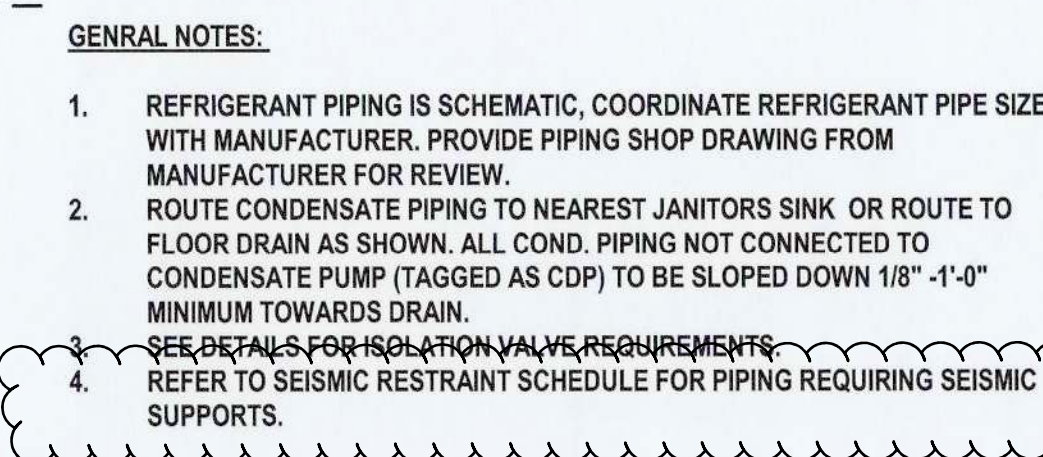 GENRAL NOTES:
1. REFRIGERANT PIPING IS SCHEMATIC, COORDINATE REFRIGERANT PIPE SIZE
WITH MANUFACTURER. PROVIDE PIPING SHOP DRAWING FROM
MANUFACTURER FOR REVIEW.
2. ROUTE CONDENSATE PIPING TO NEAREST JANITORS SINK OR ROUTE TO
FLOOR DRAIN AS SHOWN. ALL COND. PIPING NOT CONNECTED TO
CONDENSATE PUMP (TAGGED AS CDP) TO BE SLOPED DOWN 1/8" -1'-0"
MINIMUM TOWARDS DRAIN.
3. SEE DETAILS FOR ISOLATION VALVE REQUIREMENTS.
4. REFER TO SEISMIC RESTRAINT SCHEDULE FOR PIPING REQUIRING SEISMIC
SUPPORTS.